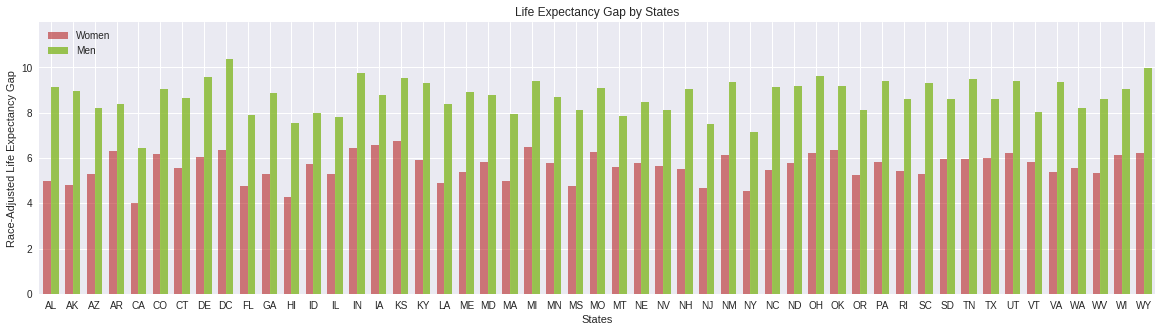 Life Expectancy Gap by States
Women
Men
Race-Adjusted Life Expectancy Gap
10
8
6
4
2
0
AL AK AZ AR CA CO CT DE DC FL GA HI ID IL IN IA KS KY LA ME MD MA MI MN MS MO MT NE NV NH NJ NM NY NC ND OH OK OR PA RI SC SD TN TX UT VT VA WA WV WI WY
States